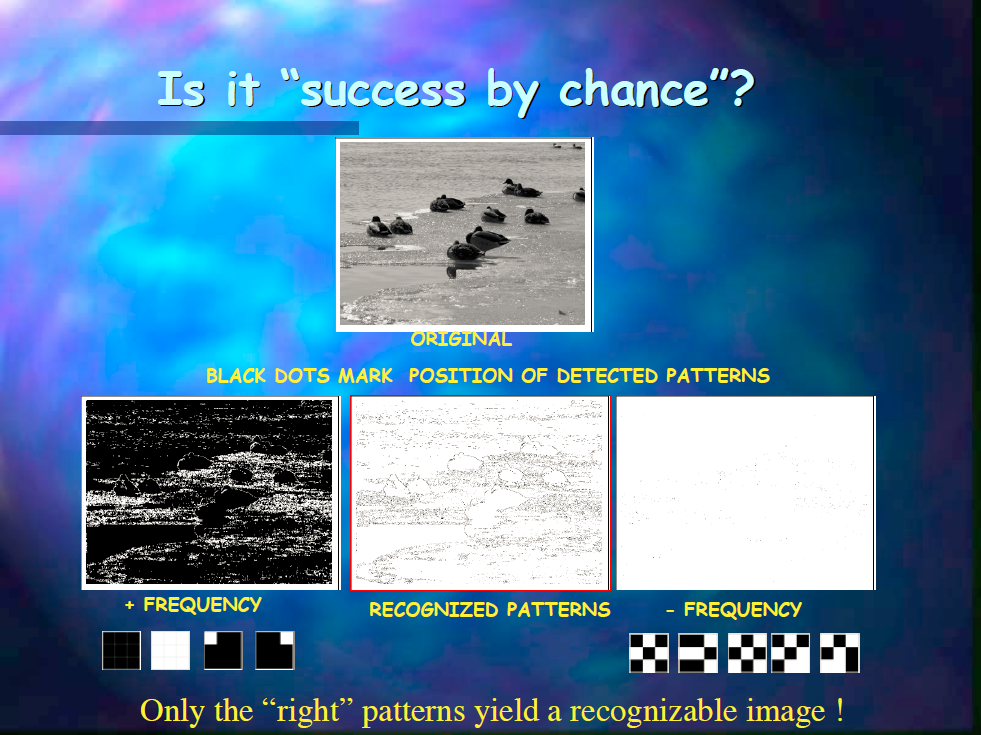 Is it “success by chance”?
ORIGINAL
BLACK DOTS MARK POSITION OF DETECTED PATTERNS
+ FREQUENCY
RECOGNIZED PATTERNS
- FREQUENCY
Only the “right” patterns yield a recognizable image !